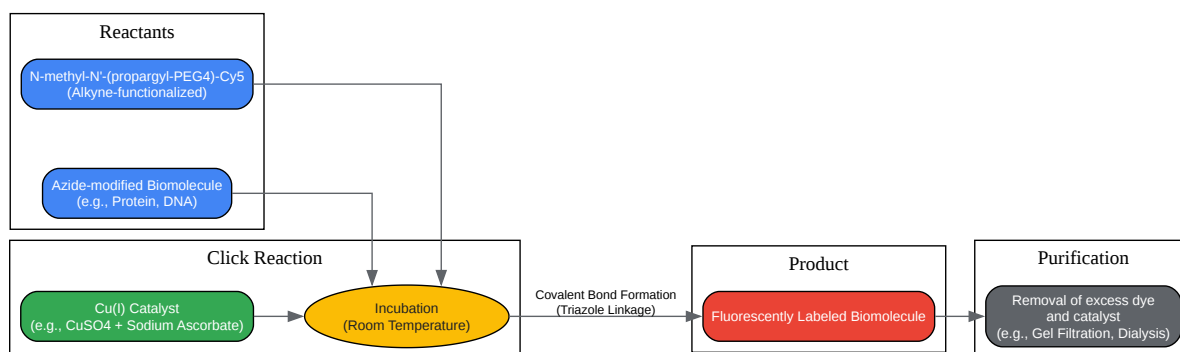 Reactants
N-methyl-N'-(propargyl-PEG4)-Cy5
(Alkyne-functionalized)
Azide-modified Biomolecule
(e.g., Protein, DNA)
Click Reaction
Cu(I) Catalyst
(e.g., CuSO4 + Sodium Ascorbate)
Incubation
(Room Temperature)
Covalent Bond Formation
(Triazole Linkage)
Product
Fluorescently Labeled Biomolecule
Purification
Removal of excess dye
and catalyst
(e.g., Gel Filtration, Dialysis)